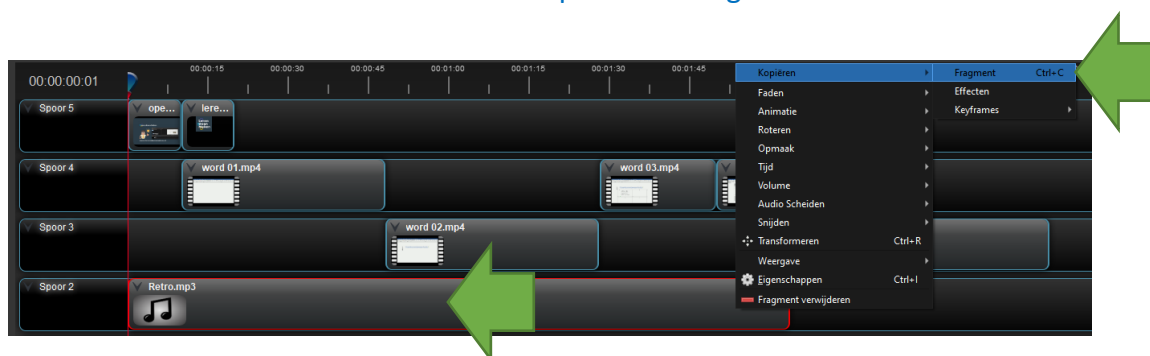 00:00:15 00:00:30 00:00:45 00:01:00 00:01:15 00:01:30 00:01:45
00:00:00:01
Spoor 5
ope... lere...
Spoor 4
word 01.mp4
word 03.mp4
Spoor 3
word 02.mp4
Spoor 2
Retro.mp3
Kopiëren
Faden
Animatie
Roteren
Opmaak
Tijd
Volume
Audio Scheiden
Snijden
Transformeren Ctrl+R
Weergave
Eigenschappen Ctrl+I
Fragment verwijderen
Fragment Ctrl+C
Effecten
Keyframes